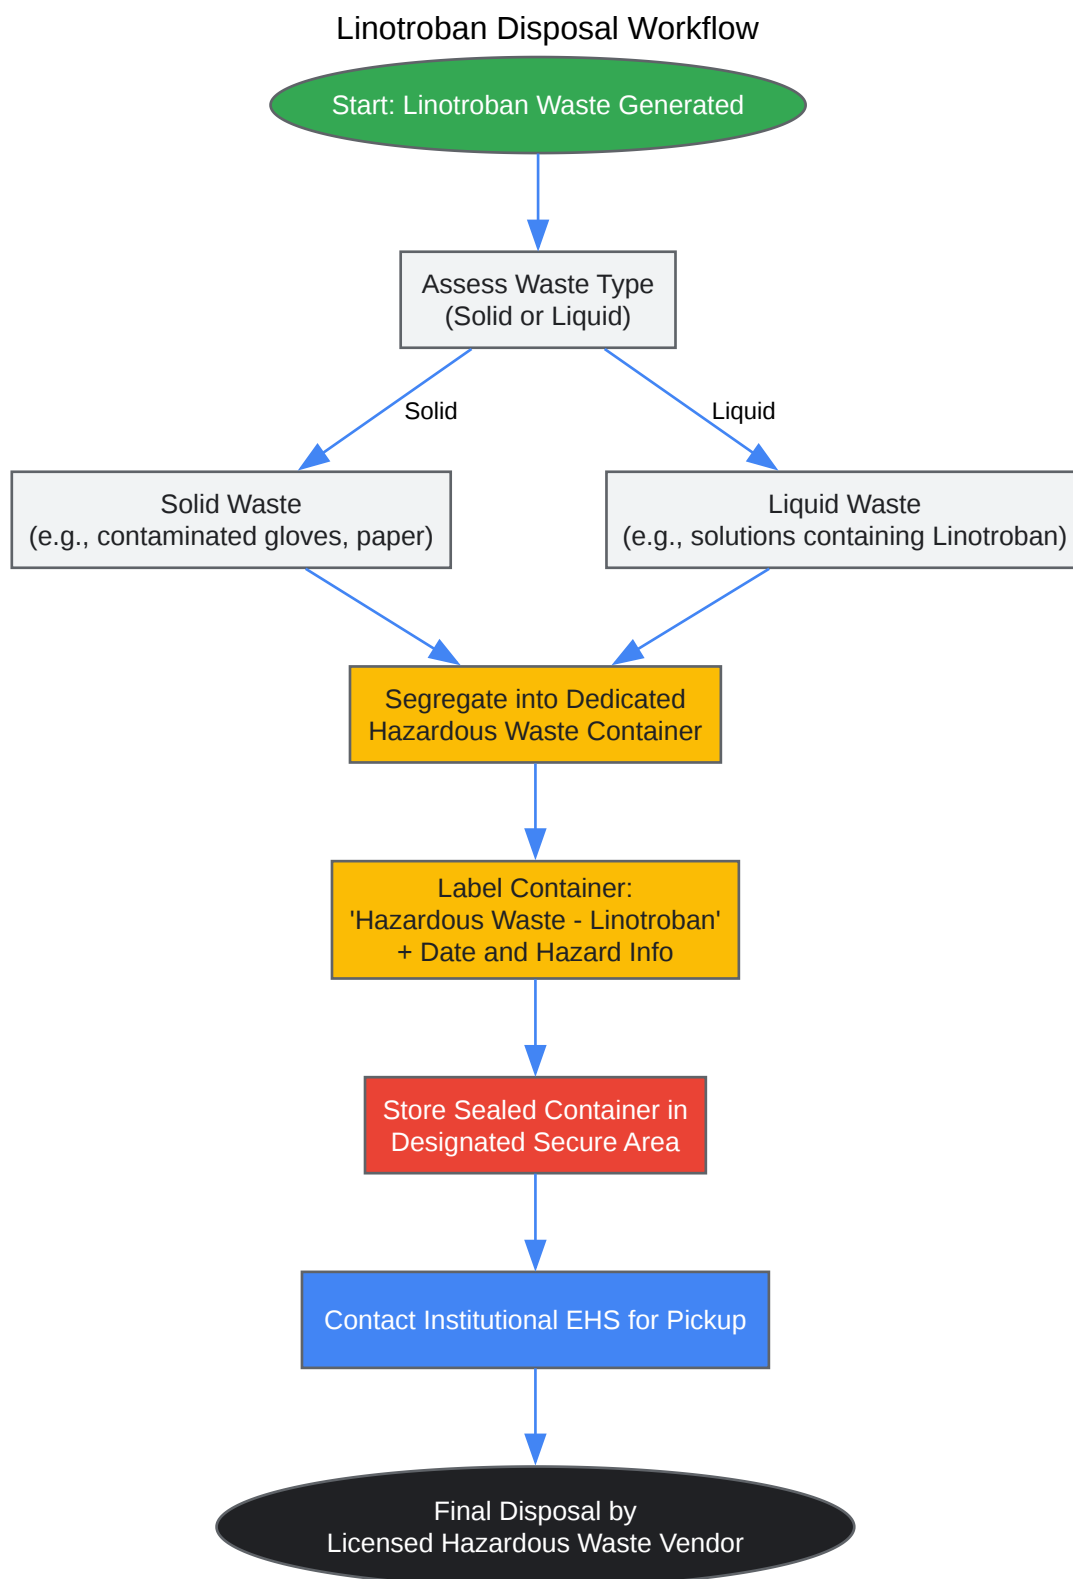 Linotroban Disposal Workflow
Start: Linotroban Waste Generated
Assess Waste Type
(Solid or Liquid)
Solid
Liquid
Solid Waste
(e.g., contaminated gloves, paper)
Liquid Waste
(e.g., solutions containing Linotroban)
Segregate into Dedicated
Hazardous Waste Container
Label Container:
'Hazardous Waste - Linotroban'
+ Date and Hazard Info
Store Sealed Container in
Designated Secure Area
Contact Institutional EHS for Pickup
Final Disposal by
Licensed Hazardous Waste Vendor